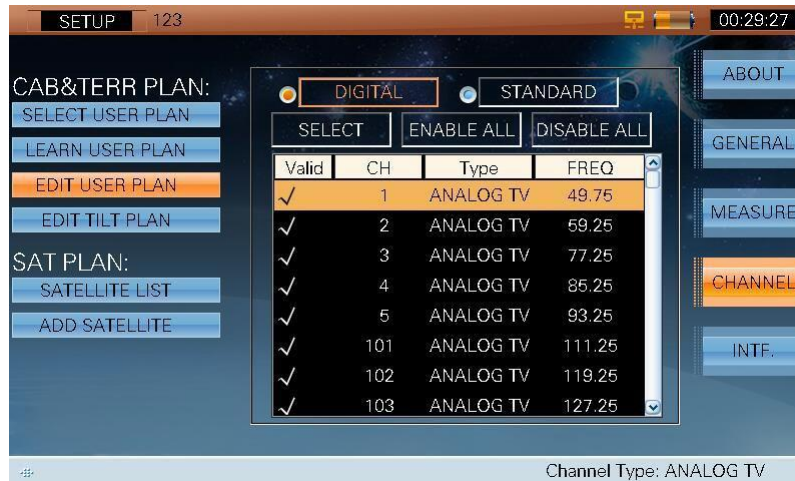 SETUP 123 00:29:27
CAB&TERR PLAN:
SELECT USER PLAN
LEARN USER PLAN
EDIT USER PLAN
EDIT TILT PLAN
SAT PLAN:
SATELLITE LIST
ADD SATELLITE
DIGITAL STANDARD
SELECT ENABLE ALL DISABLE ALL
Valid CH Type FREQ
✓ 1 ANALOG TV 49.75
✓ 2 ANALOG TV 59.25
✓ 3 ANALOG TV 77.25
✓ 4 ANALOG TV 85.25
✓ 5 ANALOG TV 93.25
✓ 101 ANALOG TV 111.25
✓ 102 ANALOG TV 119.25
✓ 103 ANALOG TV 127.25
ABOUT
GENERAL
MEASURE
CHANNEL
INTF.
Channel Type: ANALOG TV